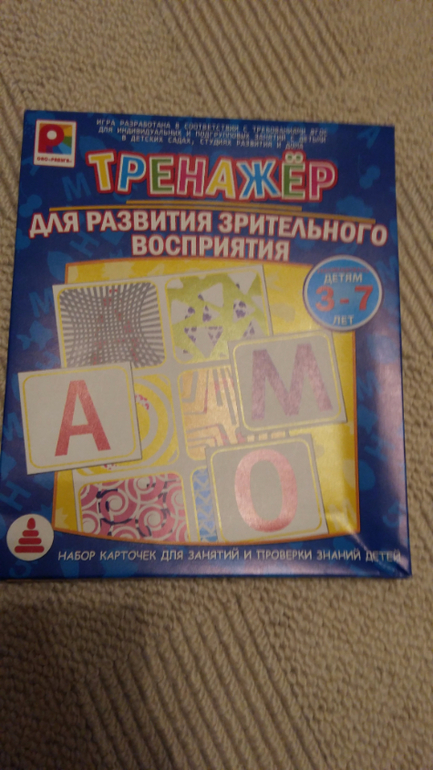 ИГРА РАЗРАБОТАНА В СООТВЕТСТВИИ С ТРЕБОВАНИЯМИ ФГОС
ДЛЯ ИНДИВИДУАЛЬНЫХ И ПОДГРУППОВЫХ ЗАНЯТИЙ С ДЕТЬМИ
В ДЕТСКИХ САДАХ, СТУДИЯХ РАЗВИТИЯ И ДОМА
ТРЕНАЖЁР
ДЛЯ РАЗВИТИЯ ЗРИТЕЛЬНОГО
ВОСПРИЯТИЯ
ДЕТЯМ
3-7
ЛЕТ
А
М
А
О
НАБОР КАРТОЧЕК ДЛЯ ЗАНЯТИЙ И ПРОВЕРКИ ЗНАНИЙ ДЕТЕЙ